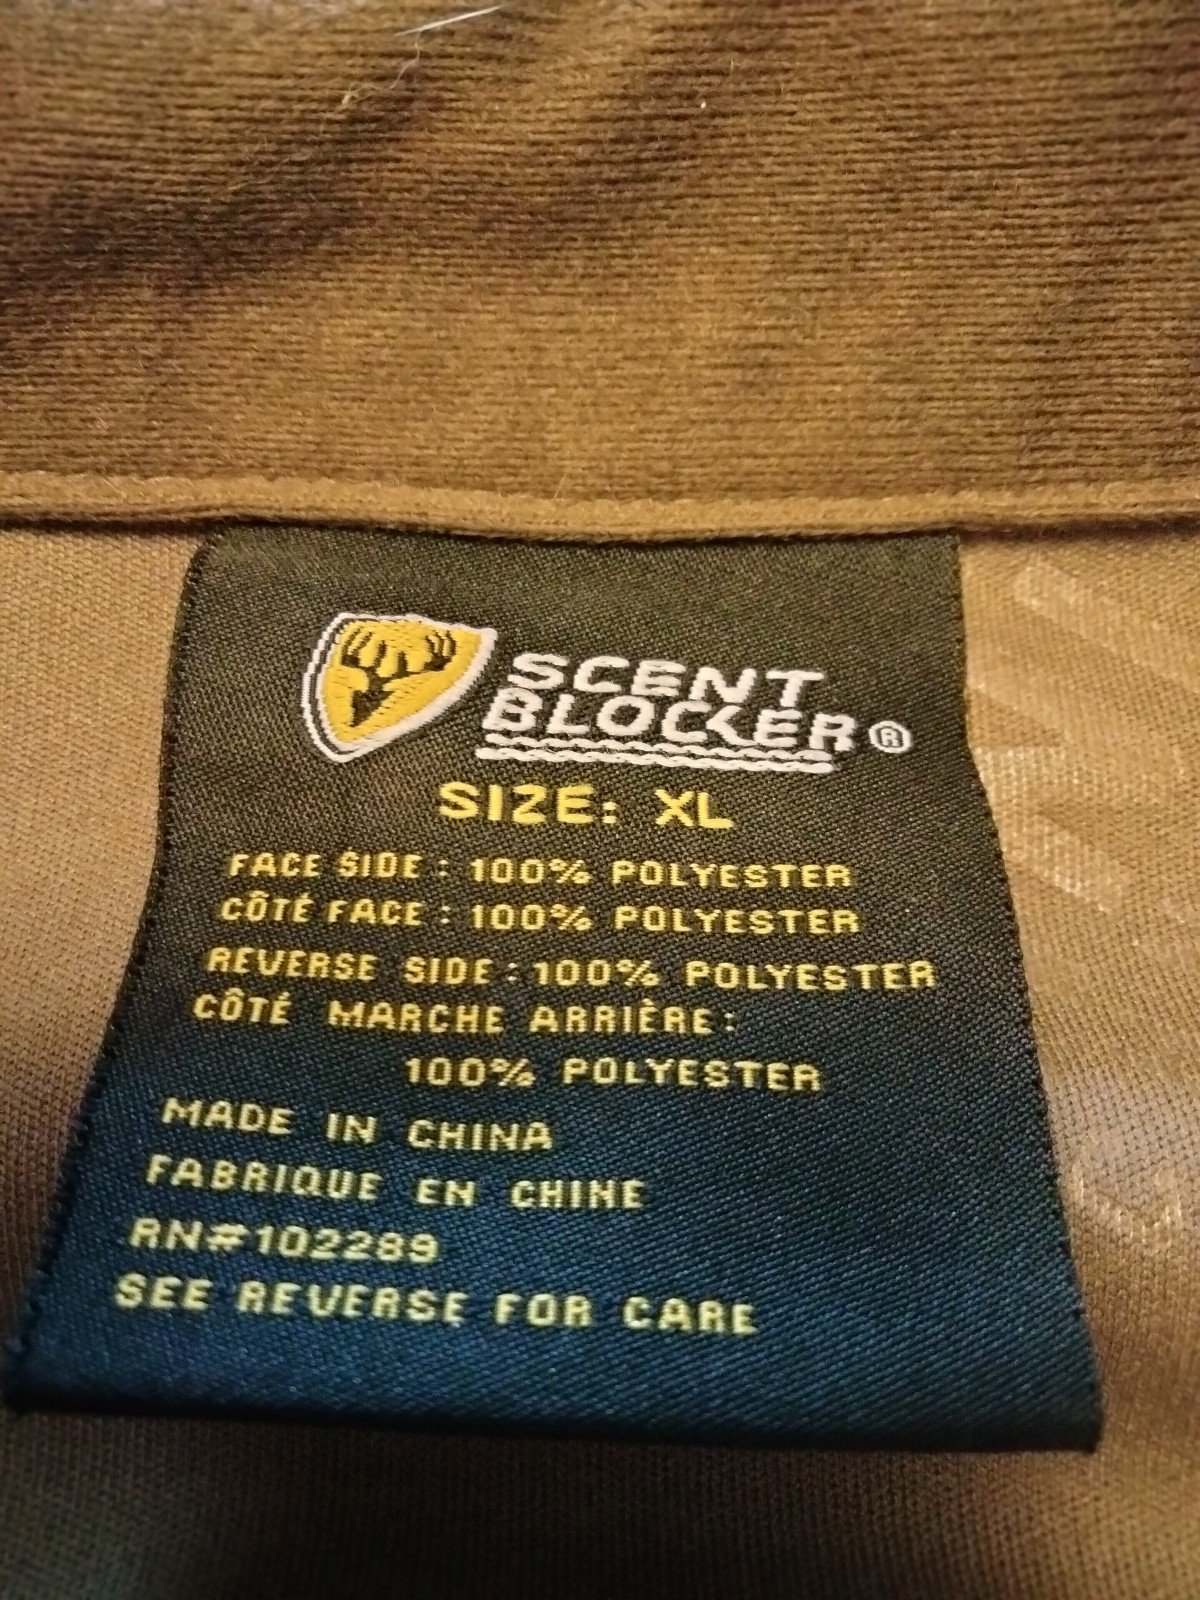 SCENT
BLOCKER®
SIZE: XL
FACE SIDE : 100% POLYESTER
CÔTÉ FACE : 100% POLYESTER
REVERSE SIDE : 100% POLYESTER
CÔTÉ MARCHE ARRIÈRE :
100% POLYESTER
MADE IN CHINA
FABRIQUE EN CHINE
RN#102289
SEE REVERSE FOR CARE